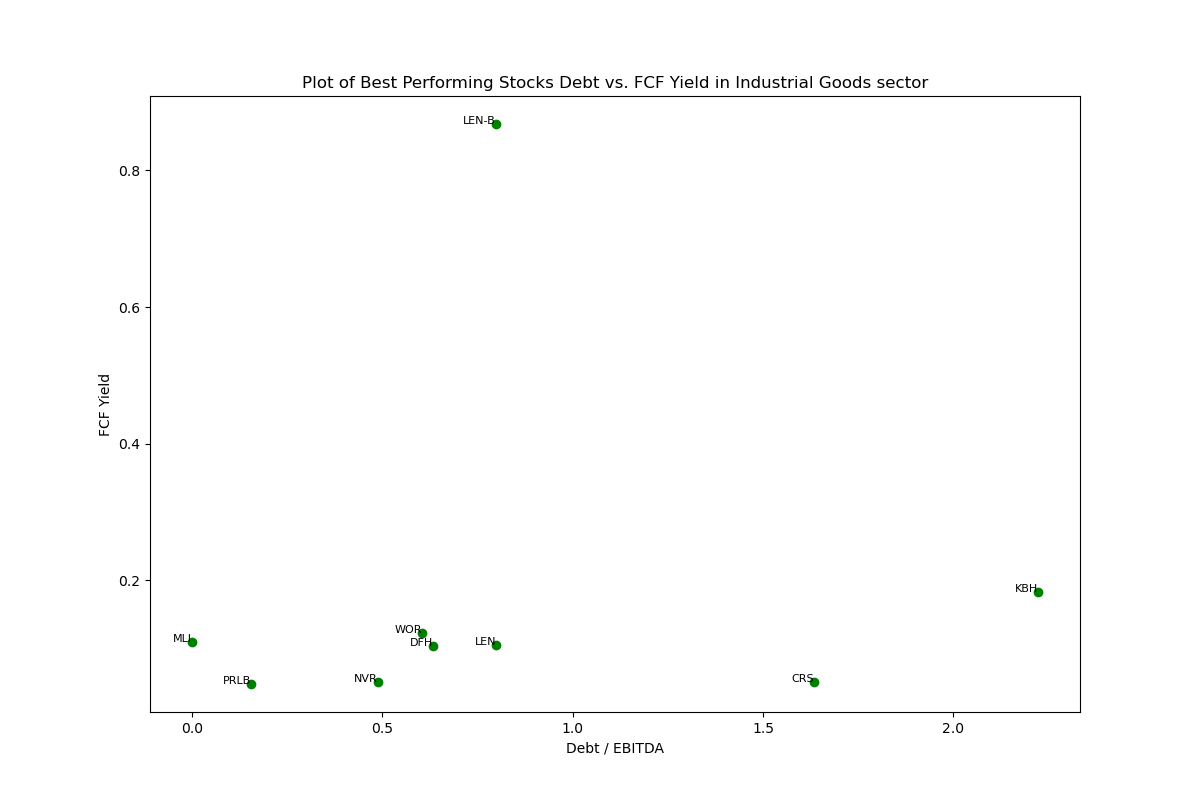 Plot of Best Performing Stocks Debt vs. FCF Yield in Industrial Goods sector
LEN-B
0.8
0.6
FCF Yield
0.4
0.2
KBH
WOR
MLI
DFH
LEN
PRLB
NVR
CRS
0.0 0.5 1.0 1.5 2.0
Debt / EBITDA